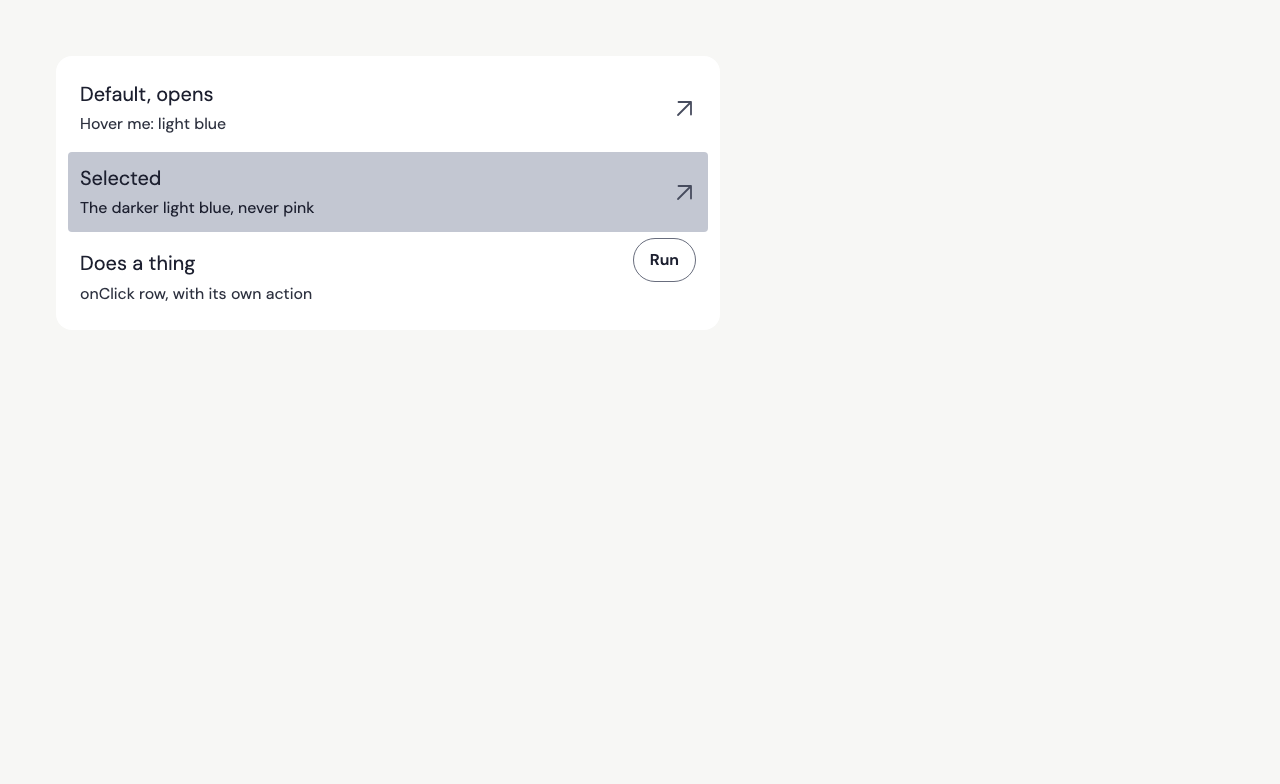 Default, opens
Hover me: light blue
Selected
The darker light blue, never pink
Does a thing
Run
onClick row, with its own action